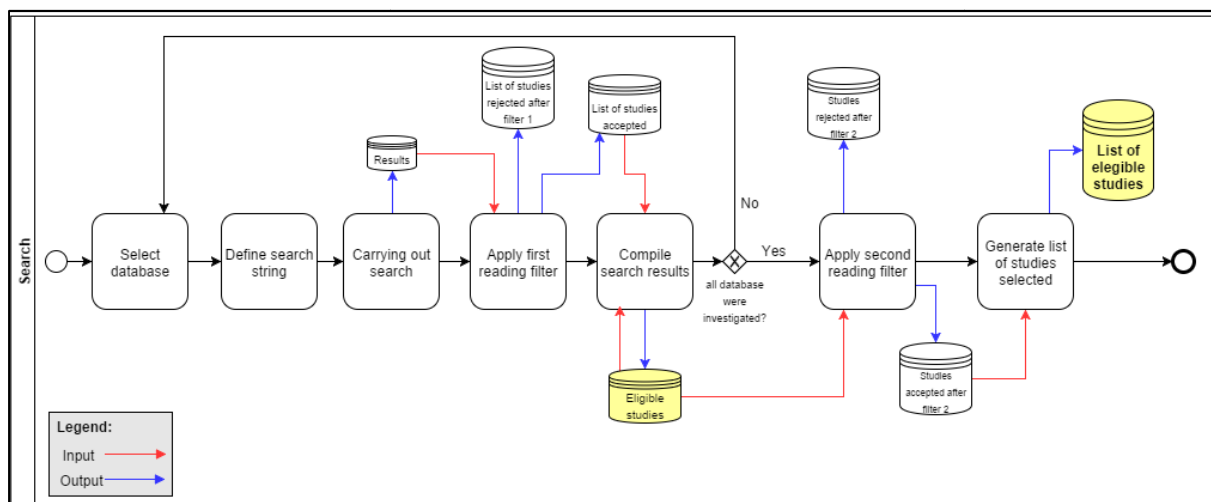 Search
Select
database
Define search
string
Carrying out
search
Results
Apply first
reading filter
List of studies
rejected after
filter 1
List of studies
accepted
Compile
search results
Eligible
studies
No
Yes
all database
were
investigated?
Apply second
reading filter
Studies
rejected after
filter 2
Studies
accepted after
filter 2
Generate list
of studies
selected
List of
elegible
studies
Legend:
Input
Output